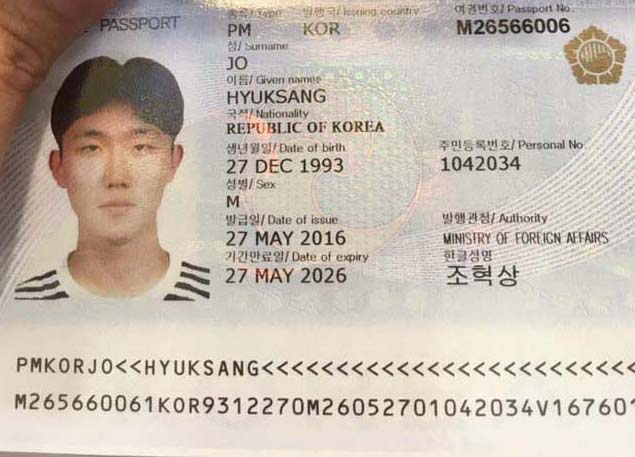 PASSPORT
종류/ Type 발행국/ Issuing country 여권번호/ Passport No
PM KOR M26566006
성/ Surname
JO
이름/ Given names
HYUKSANG
국적/ Nationality
REPUBLIC OF KOREA
생년월일/ Date of birth 주민등록번호/ Personal No
27 DEC 1993 1042034
성별/ Sex
M
발급일/ Date of issue 발행관청/ Authority
27 MAY 2016 MINISTRY OF FOREIGN AFFAIRS
기간만료일/ Date of expiry 한글성명
27 MAY 2026 조혁상
PMKORJO<<HYUKSANG<<<<<<<<<<<<<<<<<<<<<<
M265660061KOR9312270M26052701042034V16760